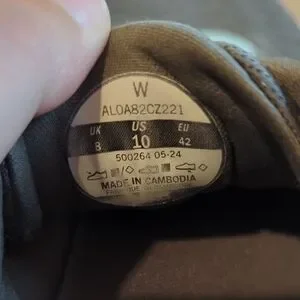 W
AL0A82CZ221
UK US EU
8 10 42
500264 05-24
MADE IN CAMBODIA